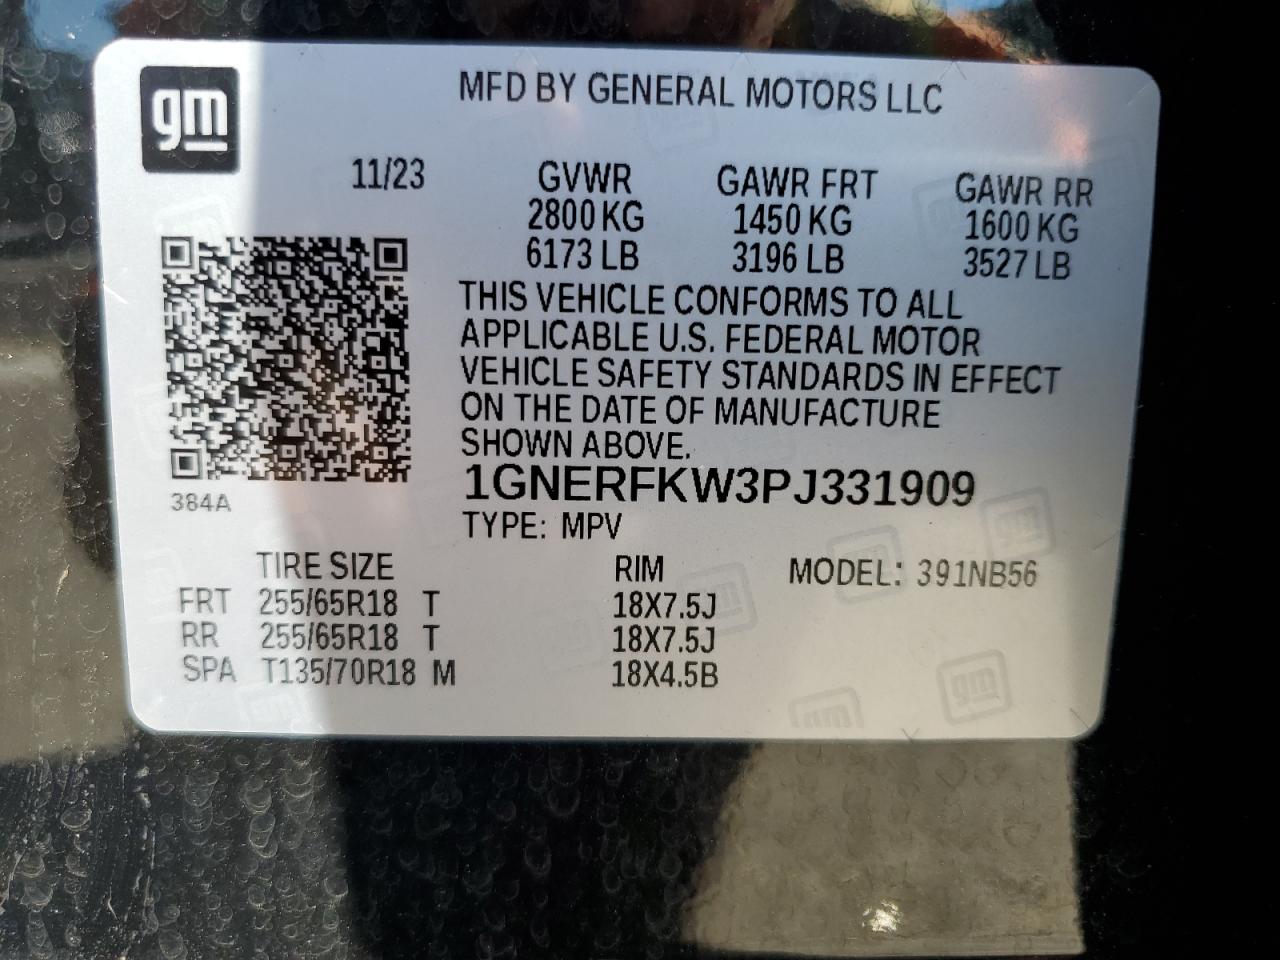 gm
MFD BY GENERAL MOTORS LLC
11/23
GVWR GAWR FRT GAWR RR
2800 KG 1450 KG 1600 KG
6173 LB 3196 LB 3527 LB
THIS VEHICLE CONFORMS TO ALL
APPLICABLE U.S. FEDERAL MOTOR
VEHICLE SAFETY STANDARDS IN EFFECT
ON THE DATE OF MANUFACTURE
SHOWN ABOVE.
1GNERFKW3PJ331909
384A
TYPE: MPV
TIRE SIZE RIM MODEL: 391NB56
FRT 255/65R18 T 18X7.5J
RR 255/65R18 T 18X7.5J
SPA T135/70R18 M 18X4.5B